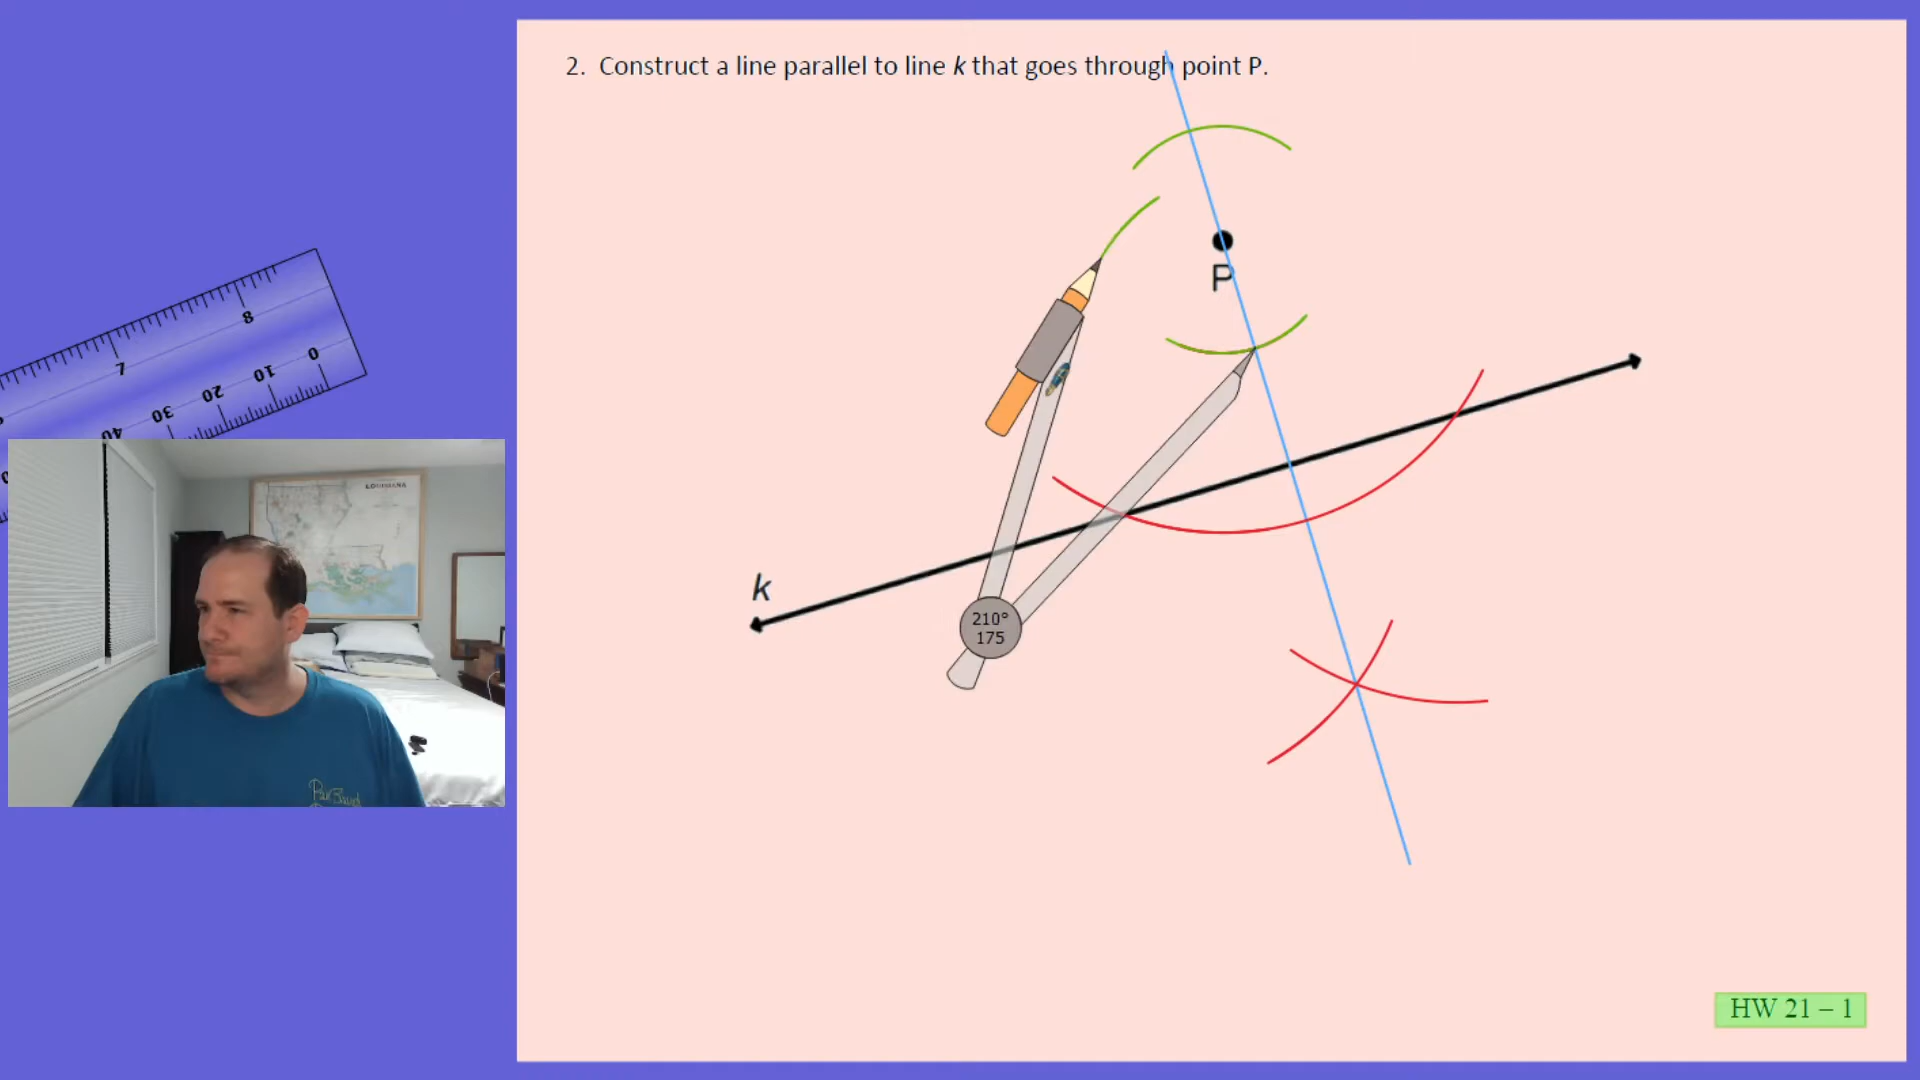 2. Construct a line parallel to line k that goes through point P.
P
k
210°
175
8
7
0
10
20
30
40
LOUISIANA
HW 21 – 1